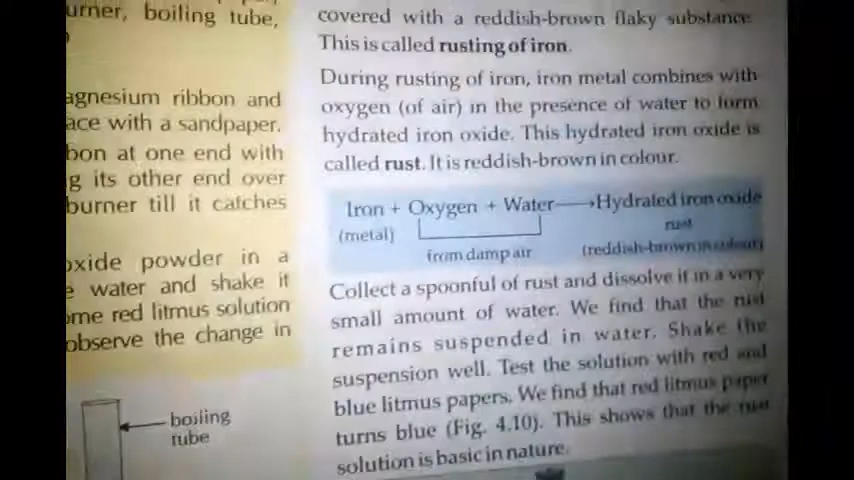 urner, boiling tube,
agnesium ribbon and
ace with a sandpaper.
bon at one end with
g its other end over
burner till it catches
oxide powder in a
e water and shake it
ome red litmus solution
observe the change in
boiling
tube
covered with a reddish-brown flaky substance.
This is called rusting of iron.
During rusting of iron, iron metal combines with
oxygen (of air) in the presence of water to form
hydrated iron oxide. This hydrated iron oxide is
called rust. It is reddish-brown in colour.
Iron + Oxygen + Water ⟶ Hydrated iron oxide
(metal) rust
from damp air (reddish-brown in colour)
Collect a spoonful of rust and dissolve it in a very
small amount of water. We find that the rust
remains suspended in water. Shake the
suspension well. Test the solution with red and
blue litmus papers. We find that red litmus paper
turns blue (Fig. 4.10). This shows that the rust
solution is basic in nature.